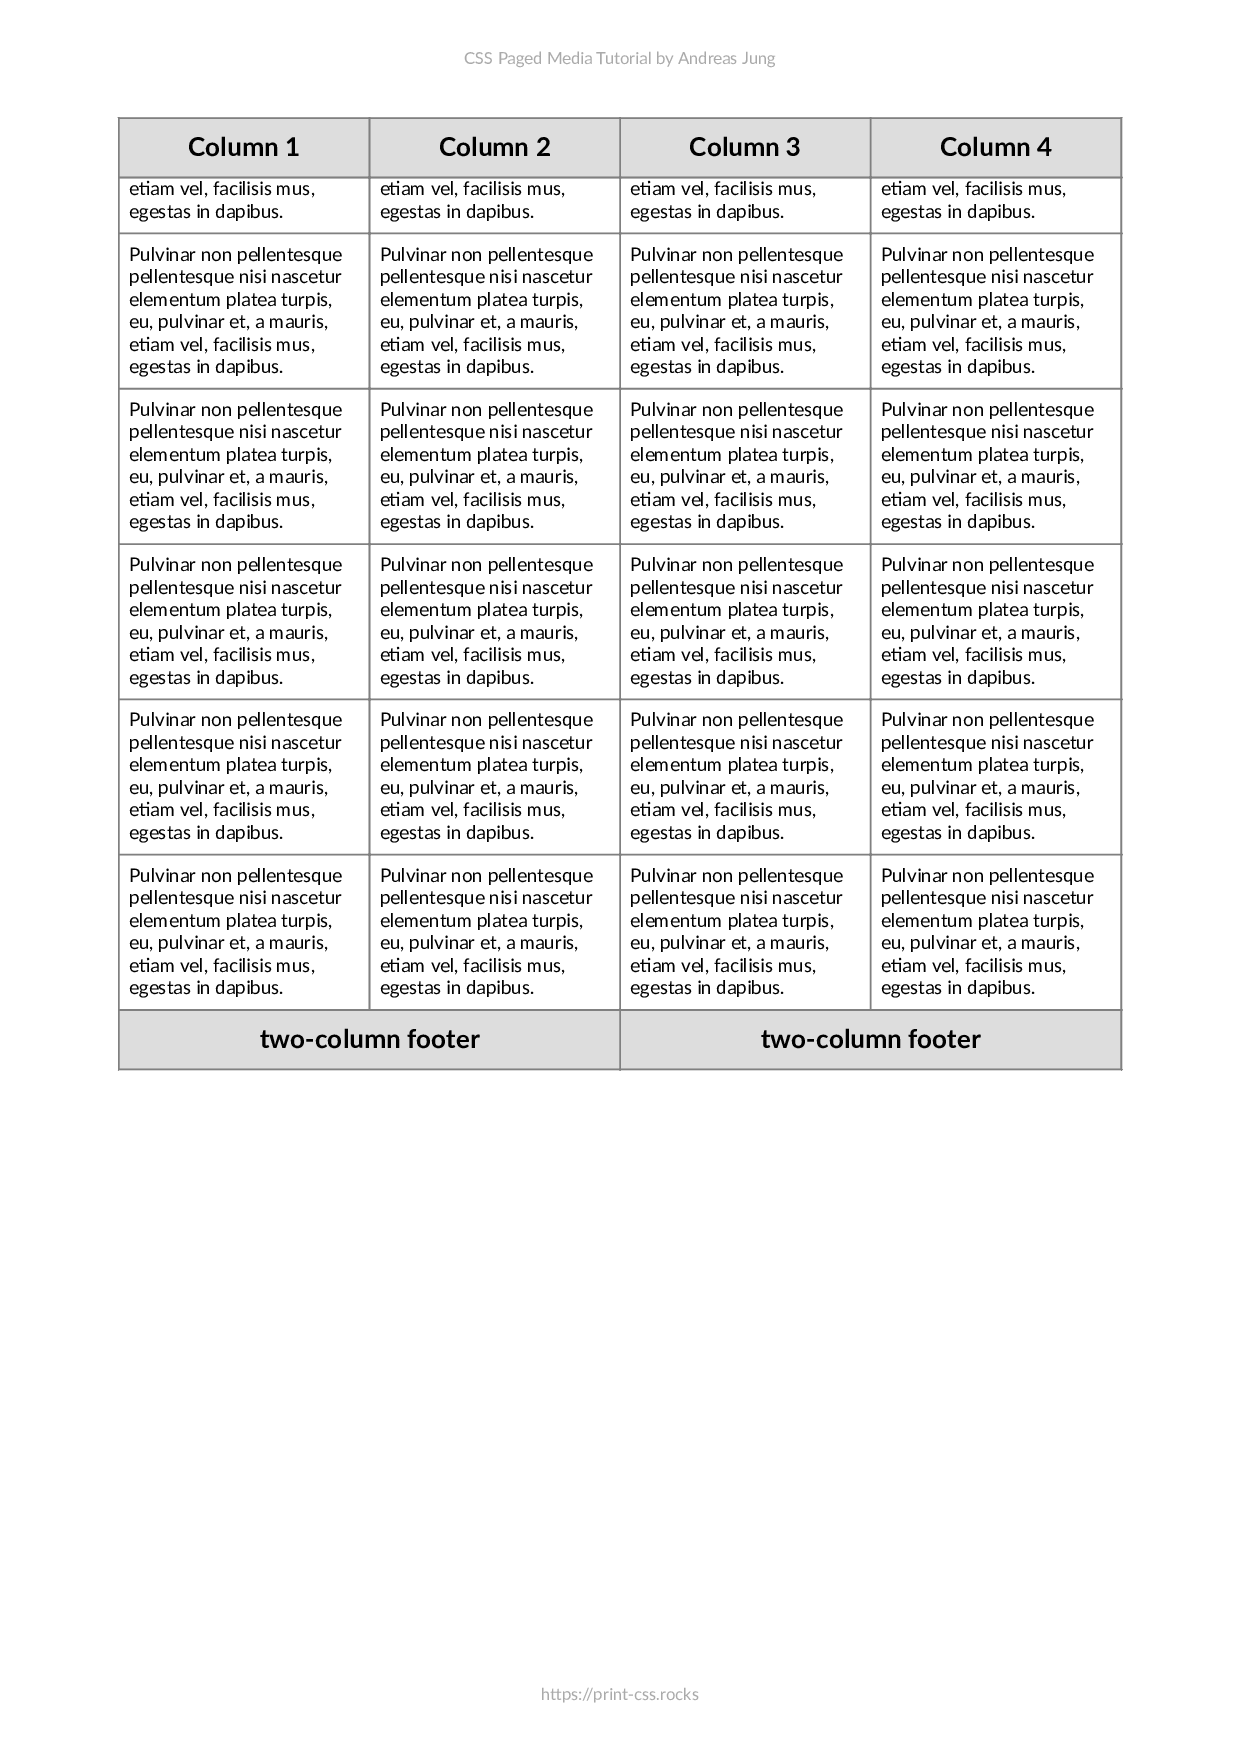 CSS Paged Media Tutorial by Andreas Jung
Column 1 Column 2 Column 3 Column 4
etiam vel, facilisis mus, etiam vel, facilisis mus, etiam vel, facilisis mus, etiam vel, facilisis mus,
egestas in dapibus. egestas in dapibus. egestas in dapibus. egestas in dapibus.
Pulvinar non pellentesque Pulvinar non pellentesque Pulvinar non pellentesque Pulvinar non pellentesque
pellentesque nisi nascetur pellentesque nisi nascetur pellentesque nisi nascetur pellentesque nisi nascetur
elementum platea turpis, elementum platea turpis, elementum platea turpis, elementum platea turpis,
eu, pulvinar et, a mauris, eu, pulvinar et, a mauris, eu, pulvinar et, a mauris, eu, pulvinar et, a mauris,
etiam vel, facilisis mus, etiam vel, facilisis mus, etiam vel, facilisis mus, etiam vel, facilisis mus,
egestas in dapibus. egestas in dapibus. egestas in dapibus. egestas in dapibus.
Pulvinar non pellentesque Pulvinar non pellentesque Pulvinar non pellentesque Pulvinar non pellentesque
pellentesque nisi nascetur pellentesque nisi nascetur pellentesque nisi nascetur pellentesque nisi nascetur
elementum platea turpis, elementum platea turpis, elementum platea turpis, elementum platea turpis,
eu, pulvinar et, a mauris, eu, pulvinar et, a mauris, eu, pulvinar et, a mauris, eu, pulvinar et, a mauris,
etiam vel, facilisis mus, etiam vel, facilisis mus, etiam vel, facilisis mus, etiam vel, facilisis mus,
egestas in dapibus. egestas in dapibus. egestas in dapibus. egestas in dapibus.
Pulvinar non pellentesque Pulvinar non pellentesque Pulvinar non pellentesque Pulvinar non pellentesque
pellentesque nisi nascetur pellentesque nisi nascetur pellentesque nisi nascetur pellentesque nisi nascetur
elementum platea turpis, elementum platea turpis, elementum platea turpis, elementum platea turpis,
eu, pulvinar et, a mauris, eu, pulvinar et, a mauris, eu, pulvinar et, a mauris, eu, pulvinar et, a mauris,
etiam vel, facilisis mus, etiam vel, facilisis mus, etiam vel, facilisis mus, etiam vel, facilisis mus,
egestas in dapibus. egestas in dapibus. egestas in dapibus. egestas in dapibus.
Pulvinar non pellentesque Pulvinar non pellentesque Pulvinar non pellentesque Pulvinar non pellentesque
pellentesque nisi nascetur pellentesque nisi nascetur pellentesque nisi nascetur pellentesque nisi nascetur
elementum platea turpis, elementum platea turpis, elementum platea turpis, elementum platea turpis,
eu, pulvinar et, a mauris, eu, pulvinar et, a mauris, eu, pulvinar et, a mauris, eu, pulvinar et, a mauris,
etiam vel, facilisis mus, etiam vel, facilisis mus, etiam vel, facilisis mus, etiam vel, facilisis mus,
egestas in dapibus. egestas in dapibus. egestas in dapibus. egestas in dapibus.
Pulvinar non pellentesque Pulvinar non pellentesque Pulvinar non pellentesque Pulvinar non pellentesque
pellentesque nisi nascetur pellentesque nisi nascetur pellentesque nisi nascetur pellentesque nisi nascetur
elementum platea turpis, elementum platea turpis, elementum platea turpis, elementum platea turpis,
eu, pulvinar et, a mauris, eu, pulvinar et, a mauris, eu, pulvinar et, a mauris, eu, pulvinar et, a mauris,
etiam vel, facilisis mus, etiam vel, facilisis mus, etiam vel, facilisis mus, etiam vel, facilisis mus,
egestas in dapibus. egestas in dapibus. egestas in dapibus. egestas in dapibus.
two-column footer two-column footer
https://print-css.rocks